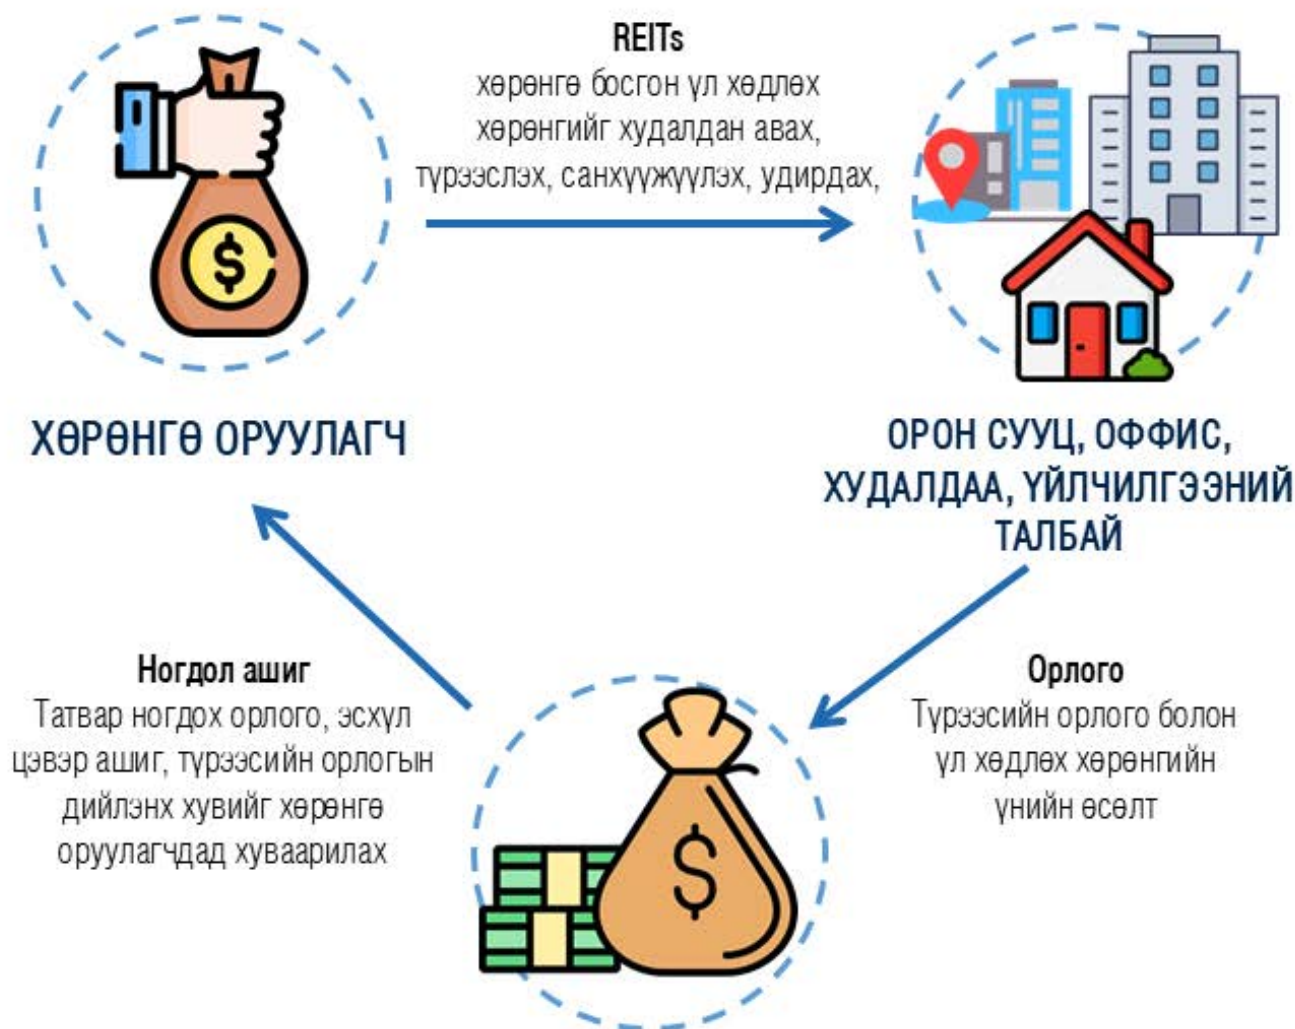 REITs
хөрөнгө босгон үл хөдлөх
хөрөнгийг худалдан авах,
түрээслэх, санхүүжүүлэх, удирдах,
$
ХӨРӨНГӨ ОРУУЛАГЧ
ОРОН СУУЦ, ОФФИС,
ХУДАЛДАА, ҮЙЛЧИЛГЭЭНИЙ
ТАЛБАЙ
Орлого
Түрээсийн орлого болон
үл хөдлөх хөрөнгийн
үнийн өсөлт
$
Ногдол ашиг
Татвар ногдох орлого, эсхүл
цэвэр ашиг, түрээсийн орлогын
дийлэнх хувийг хөрөнгө
оруулагчдад хуваарилах